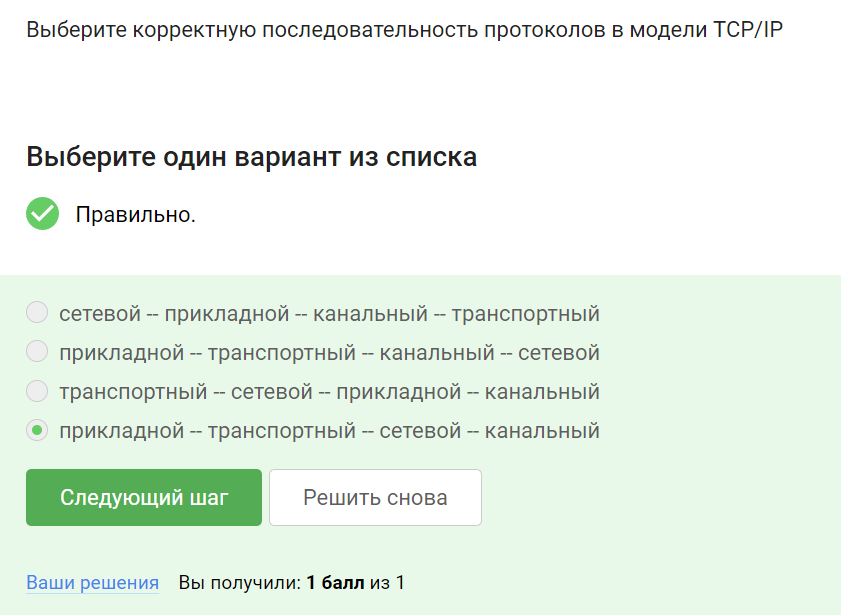 Выберите корректную последовательность протоколов в модели TCP/IP
Выберите один вариант из списка
Правильно.
сетевой -- прикладной -- канальный -- транспортный
прикладной -- транспортный -- канальный -- сетевой
транспортный -- сетевой -- прикладной -- канальный
прикладной -- транспортный -- сетевой -- канальный
Следующий шаг Решить снова
Ваши решения Вы получили: 1 балл из 1